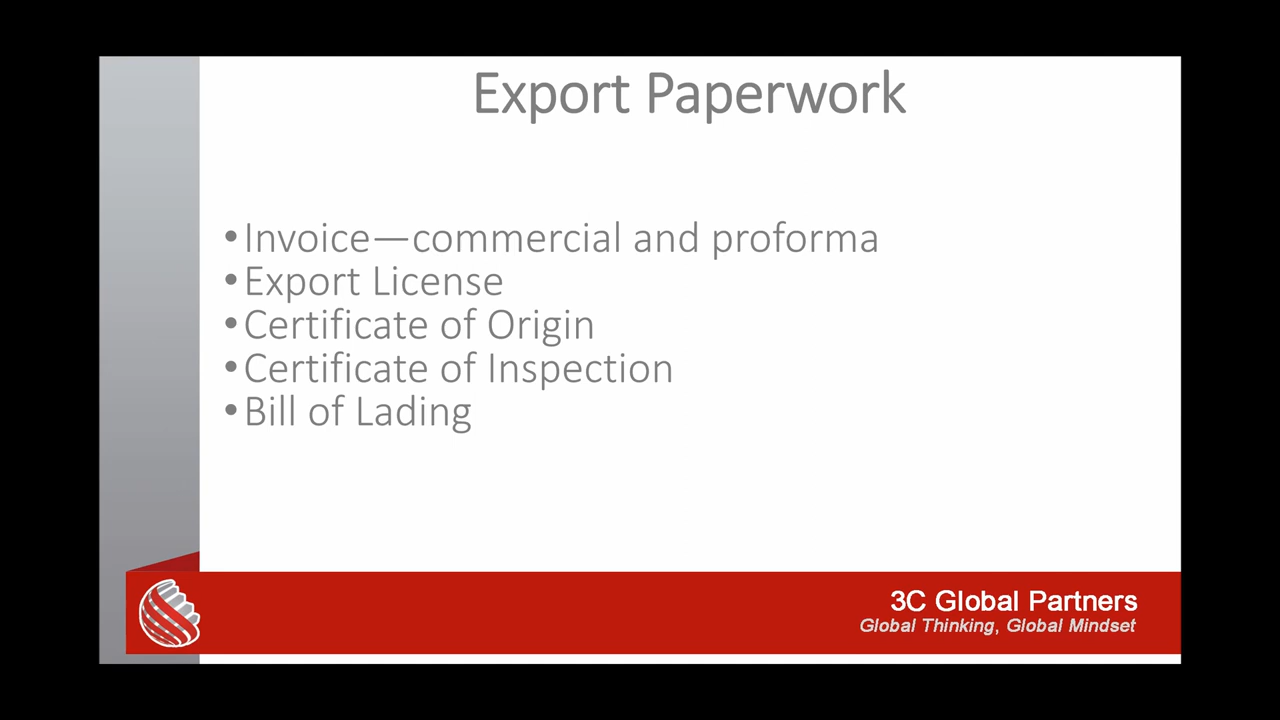 Export Paperwork
•Invoice—commercial and proforma
•Export License
•Certificate of Origin
•Certificate of Inspection
•Bill of Lading
3C Global Partners
Global Thinking, Global Mindset